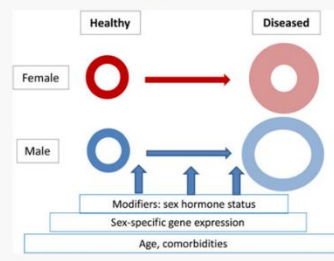 Healthy Diseased
Female
Male
Modifiers: sex hormone status
Sex-specific gene expression
Age, comorbidities